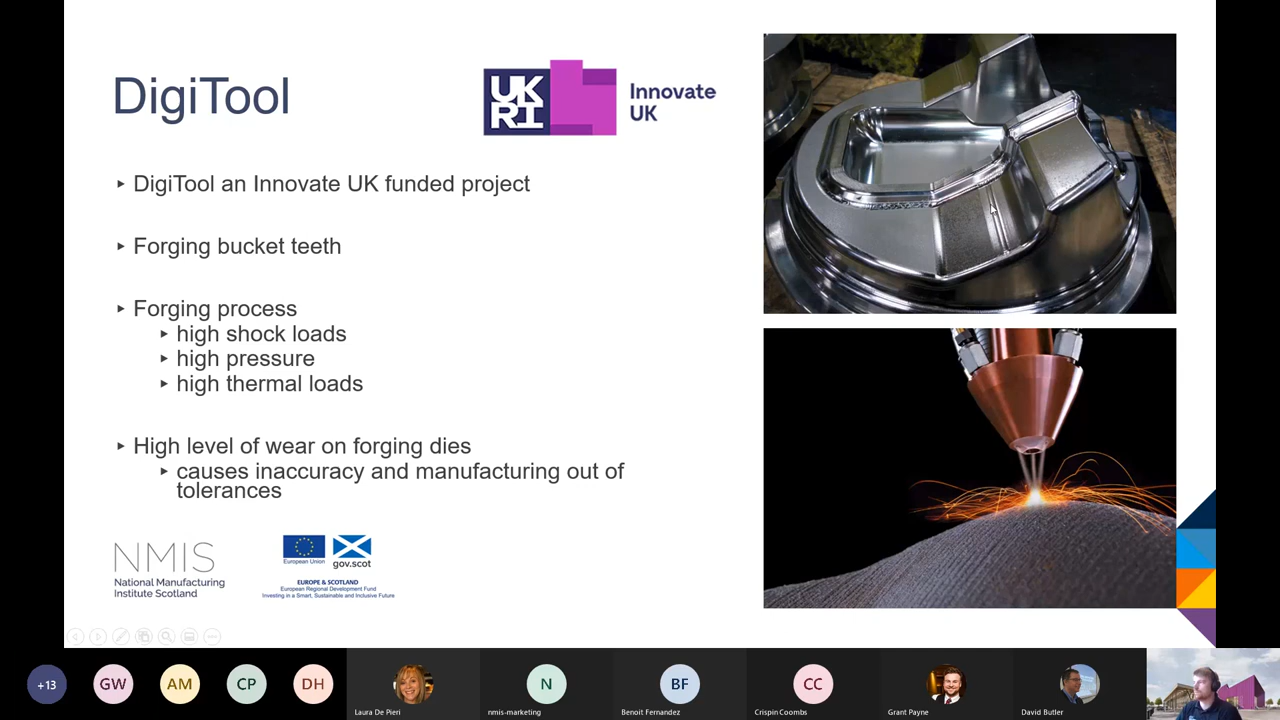 DigiTool
UK
RI
Innovate
UK
DigiTool an Innovate UK funded project
Forging bucket teeth
Forging process
high shock loads
high pressure
high thermal loads
High level of wear on forging dies
causes inaccuracy and manufacturing out of
tolerances
NMIS
National Manufacturing
Institute Scotland
European Union
gov.scot
EUROPE & SCOTLAND
European Regional Development Fund
Investing in a Smart, Sustainable and Inclusive Future
+13
GW
AM
CP
DH
Laura De Pieri
N
nmis-marketing
BF
Benoit Fernandez
CC
Crispin Coombs
Grant Payne
David Butler